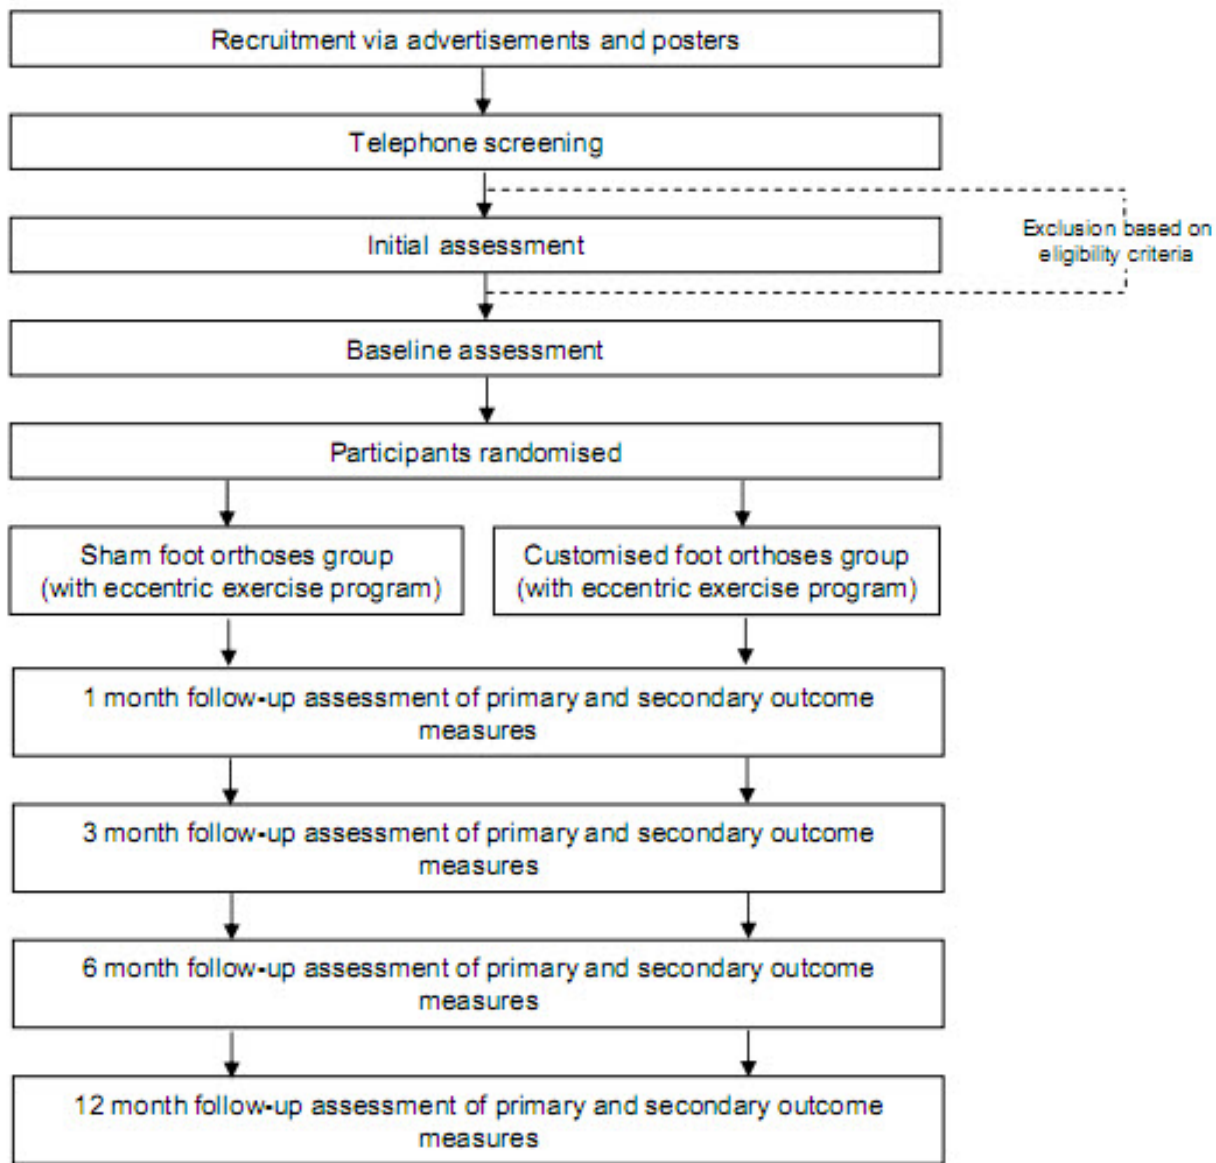 Recruitment via advertisements and posters
Telephone screening
Initial assessment
Exclusion based on
eligibility criteria
Baseline assessment
Participants randomised
Sham foot orthoses group
(with eccentric exercise program)
Customised foot orthoses group
(with eccentric exercise program)
1 month follow-up assessment of primary and secondary outcome
measures
3 month follow-up assessment of primary and secondary outcome
measures
6 month follow-up assessment of primary and secondary outcome
measures
12 month follow-up assessment of primary and secondary outcome
measures